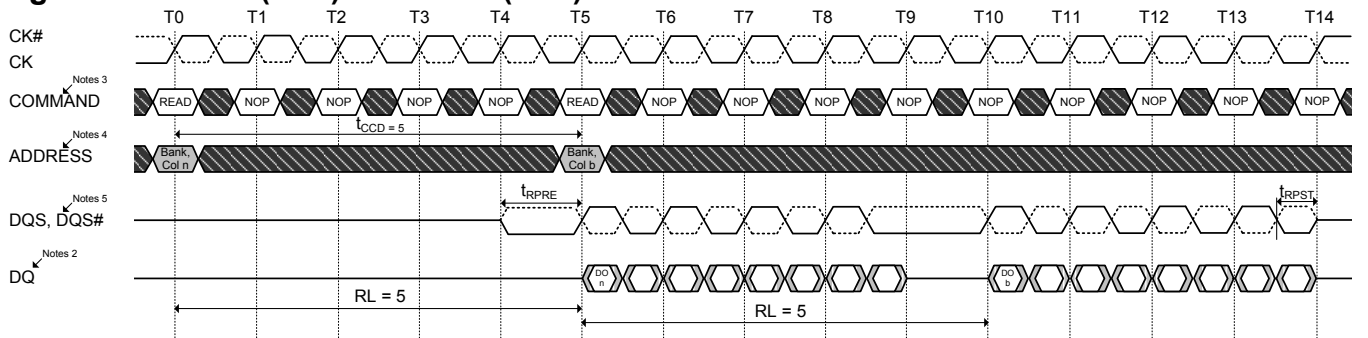 T0 T1 T2 T3 T4 T5 T6 T7 T8 T9 T10 T11 T12 T13 T14
CK#
CK
Notes 3
COMMAND READ NOP NOP NOP NOP READ NOP NOP NOP NOP NOP NOP NOP NOP NOP
tCCD = 5
Notes 4
ADDRESS
Bank, Bank,
Col n Col b
Notes 5
tRPRE tRPST
DQS, DQS#
Notes 2
DQ
DO DO
n b
RL = 5
RL = 5